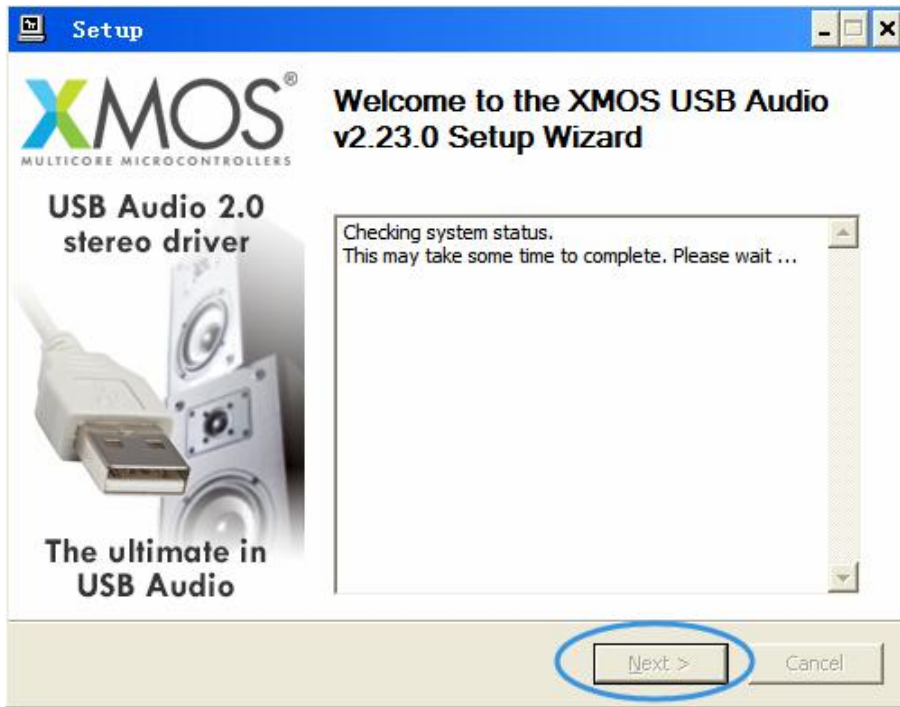 Setup
XMOS®
MULTICORE MICROCONTROLLERS
USB Audio 2.0
stereo driver
The ultimate in
USB Audio
Welcome to the XMOS USB Audio
v2.23.0 Setup Wizard
Checking system status.
This may take some time to complete. Please wait ...
Next >
Cancel